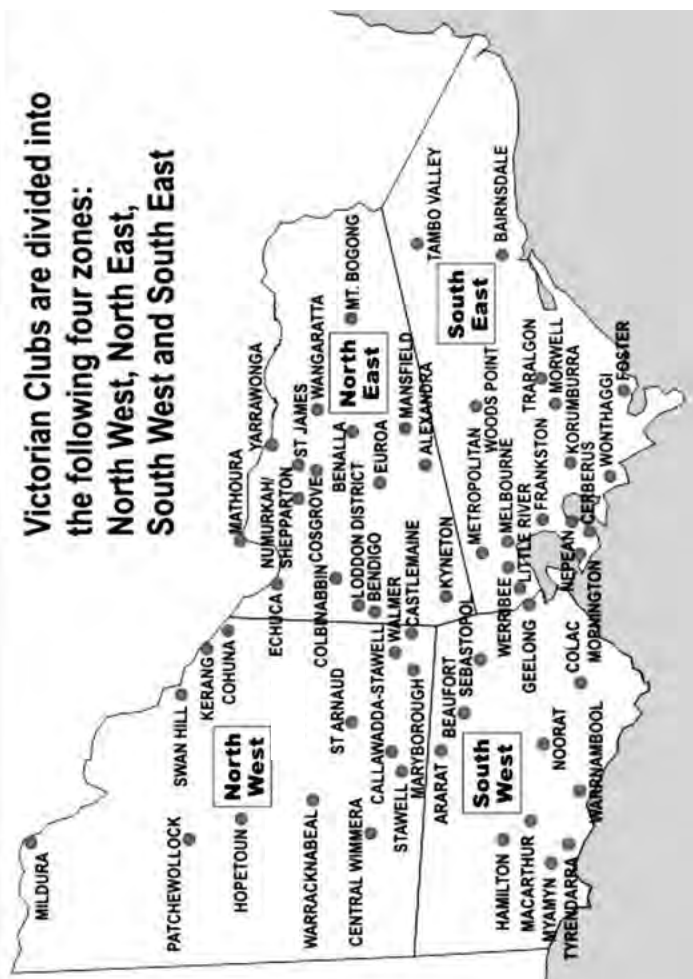 Victorian Clubs are divided into
the following four zones:
North West, North East,
South West and South East
MILDURA
PATCHEWOLLOCK
SWAN HILL
HOPETOUN
KERANG
COHUNA
North
West
WARRACKNABEAL
ST ARNAUD
CENTRAL WIMMERA
CALLAWADDA-STAWELL
STAWELL
MARYBOROUGH
WALMER
MATHOURA
ECHUCA
YARRAWONGA
NUMURKAH/
SHEPPARTON
ST JAMES
COSGROVE
WANGARATTA
COLBINABBIN
BENALLA
LODDON DISTRICT
BENDIGO
EUROA
North
East
MT. BOGONG
MANSFIELD
CASTLEMAINE
ALEXANDRA
KYNETON
ARARAT
BEAUFORT
SEBASTOPOL
South
West
HAMILTON
MACARTHUR
MYAMYN
TYRENDARRA
NOORAT
WARRNAMBOOL
COLAC
GEELONG
TAMBO VALLEY
South
East
BAIRNSDALE
METROPOLITAN
WOODS POINT
WERRIBEE
MELBOURNE
LITTLE RIVER
FRANKSTON
TRARALGON
MORWELL
KORUMBURRA
NEPEAN
CERBERUS
MORNINGTON
WONTHAGGI
FOSTER